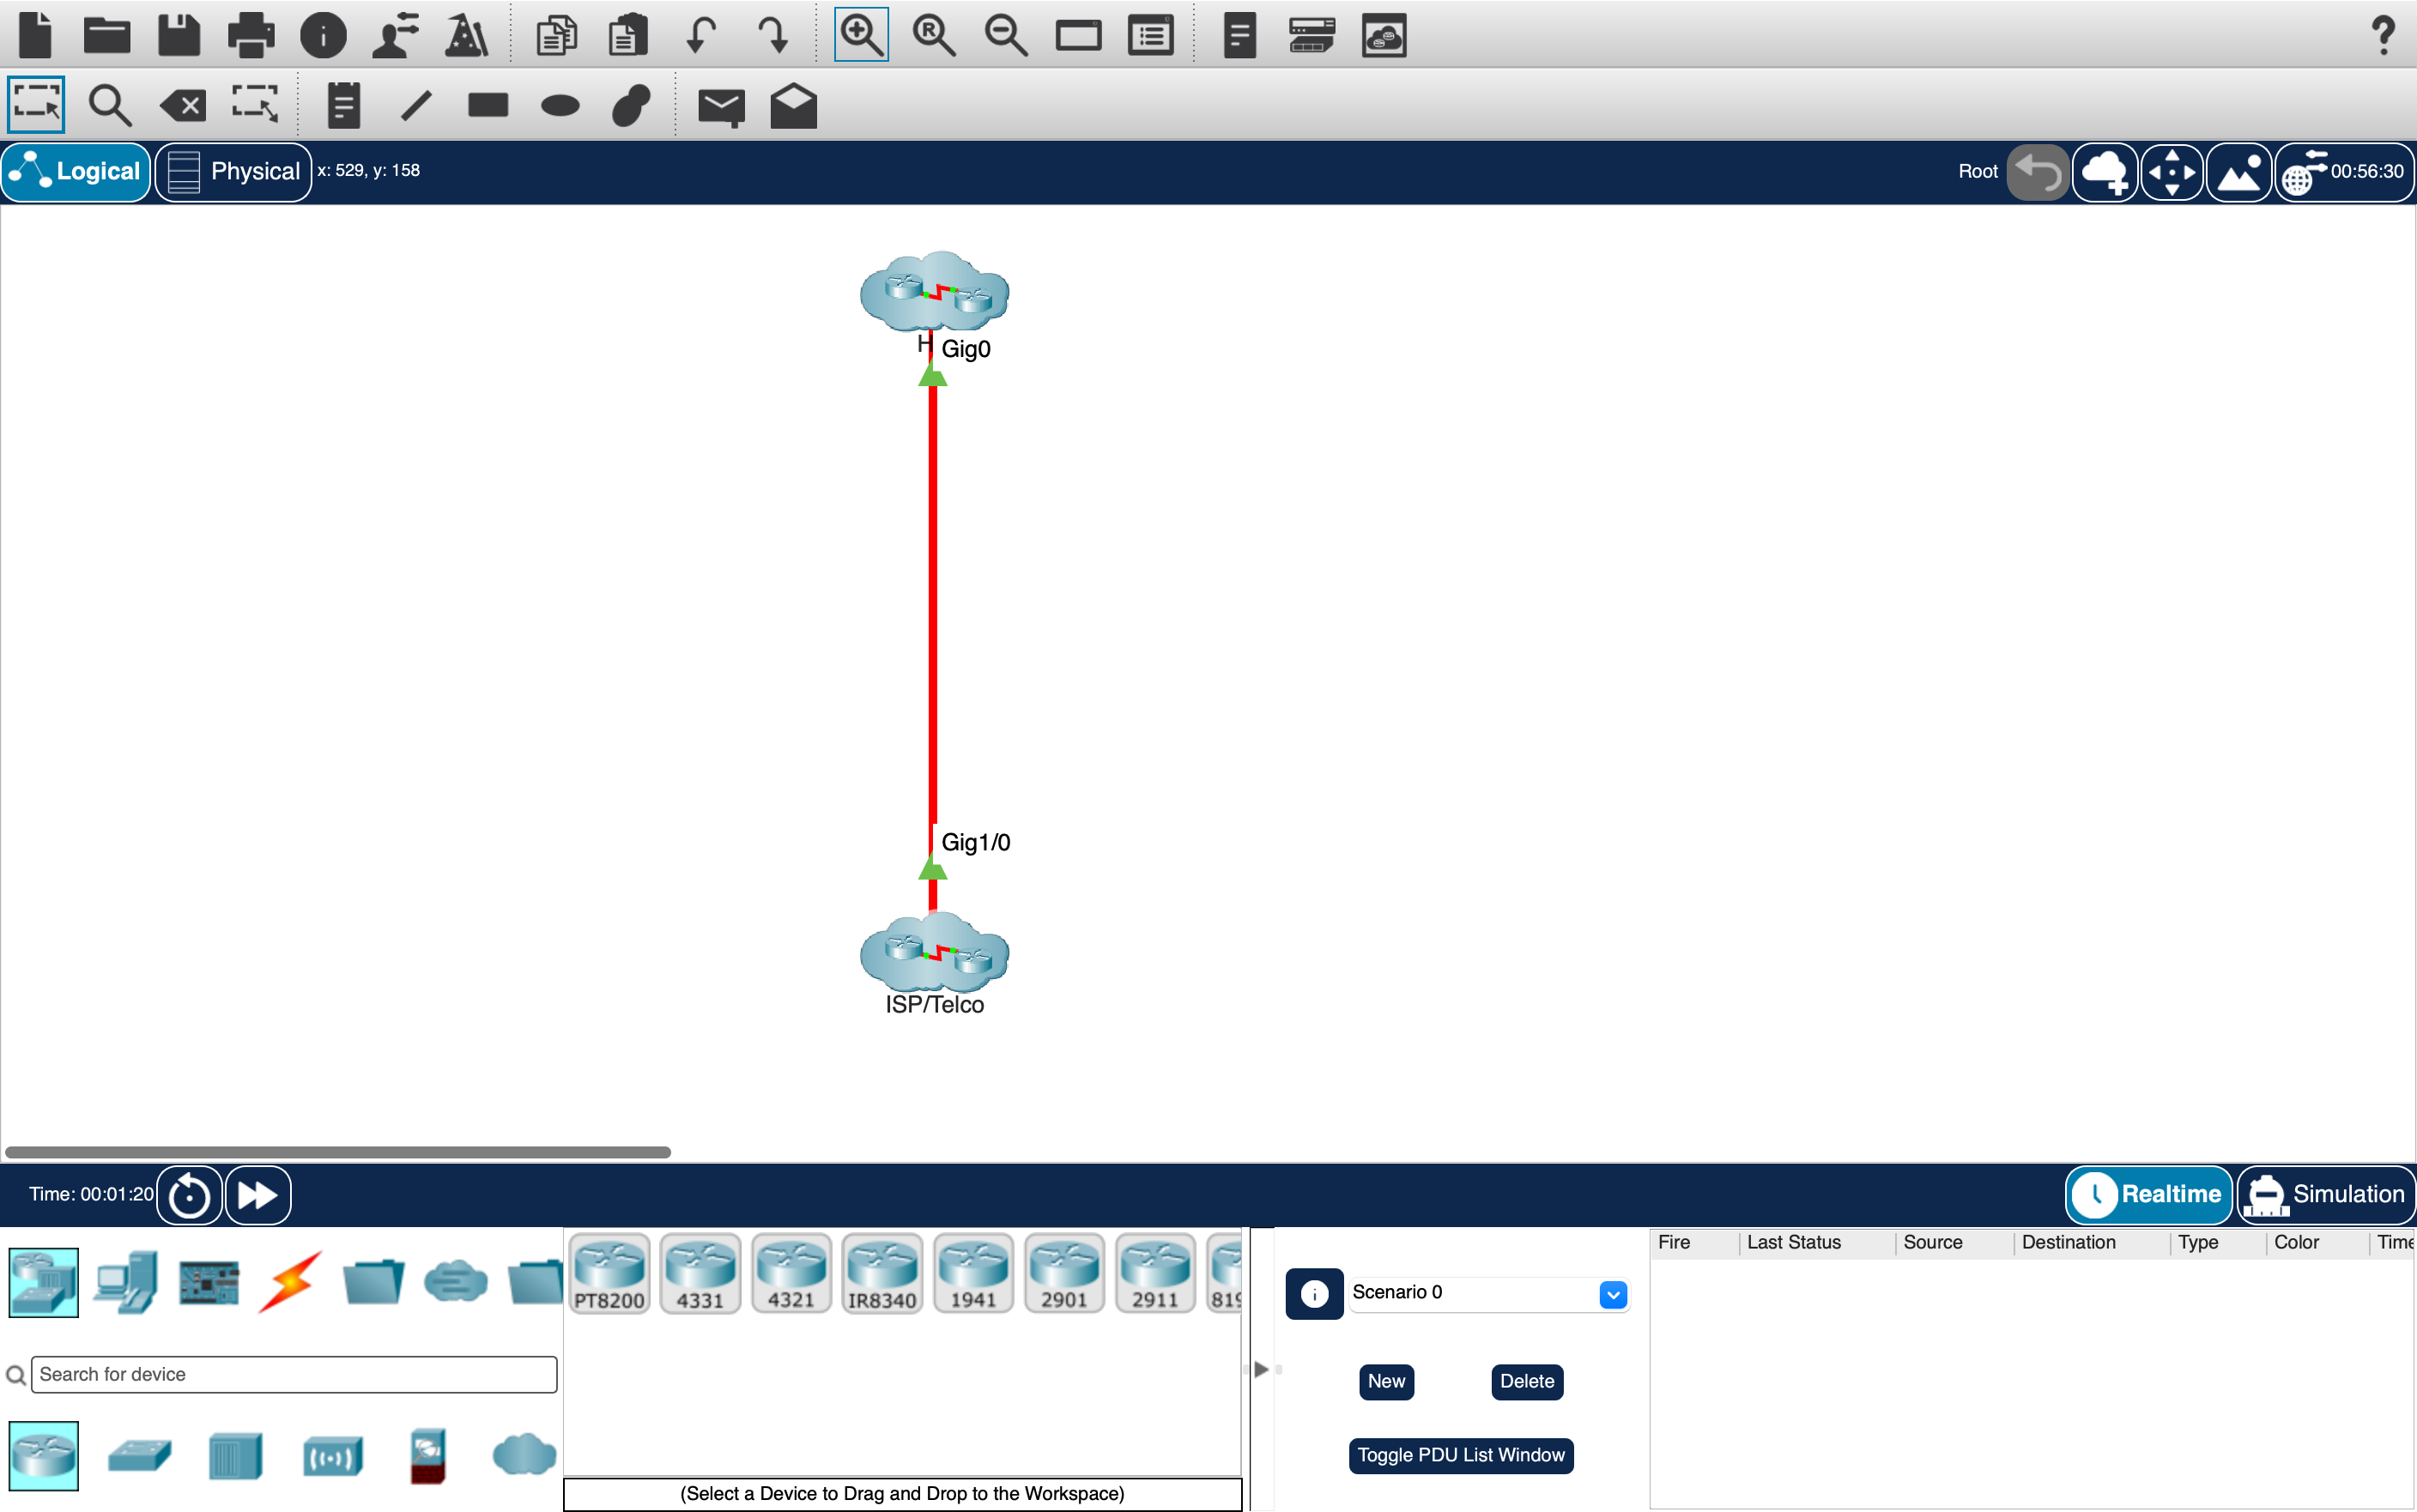 Logical
Physical
x: 529, y: 158
Root
00:56:30
Gig0
Gig1/0
ISP/Telco
Time: 00:01:20
Realtime
Simulation
PT8200
4331
4321
IR8340
1941
2901
2911
819
Scenario 0
Fire
Last Status
Source
Destination
Type
Color
Search for device
New
Delete
Toggle PDU List Window
(Select a Device to Drag and Drop to the Workspace)